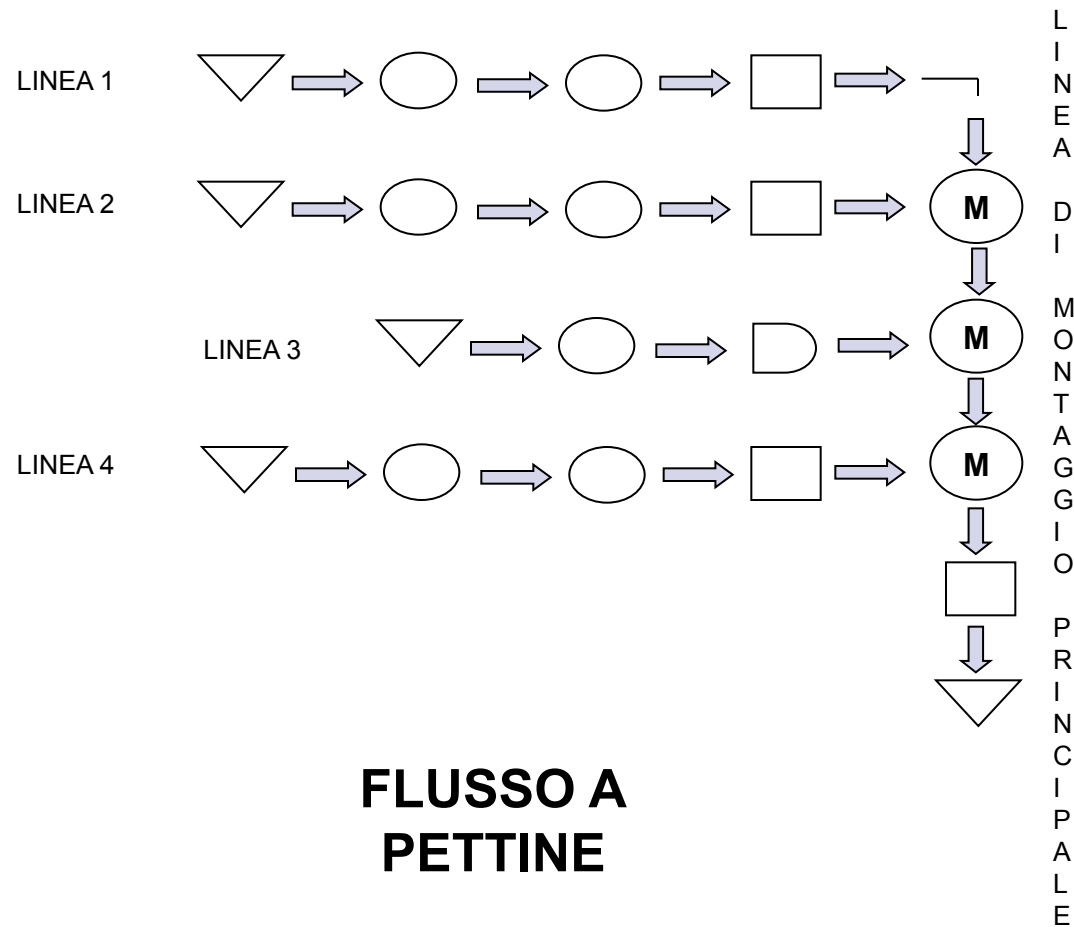 LINEA 1
LINEA 2
M
LINEA 3
M
LINEA 4
M
LINEA DI MONTAGGIO PRINCIPALE
FLUSSO A
PETTINE